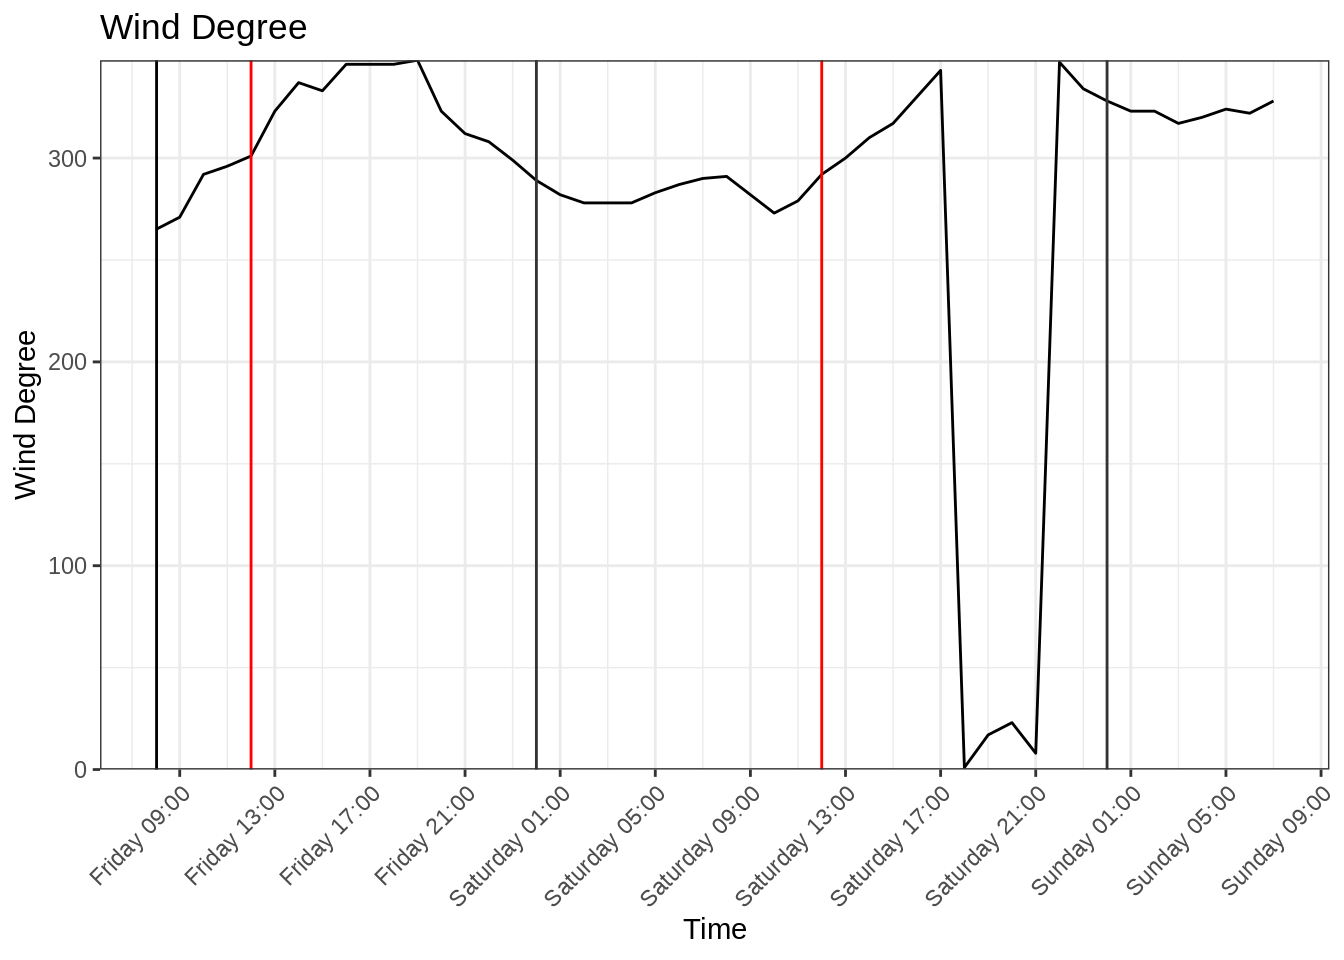 Wind Degree
Wind Degree
300
200
100
0
Friday 09:00
Friday 13:00
Friday 17:00
Friday 21:00
Saturday 01:00
Saturday 05:00
Saturday 09:00
Saturday 13:00
Saturday 17:00
Saturday 21:00
Sunday 01:00
Sunday 05:00
Sunday 09:00
Time